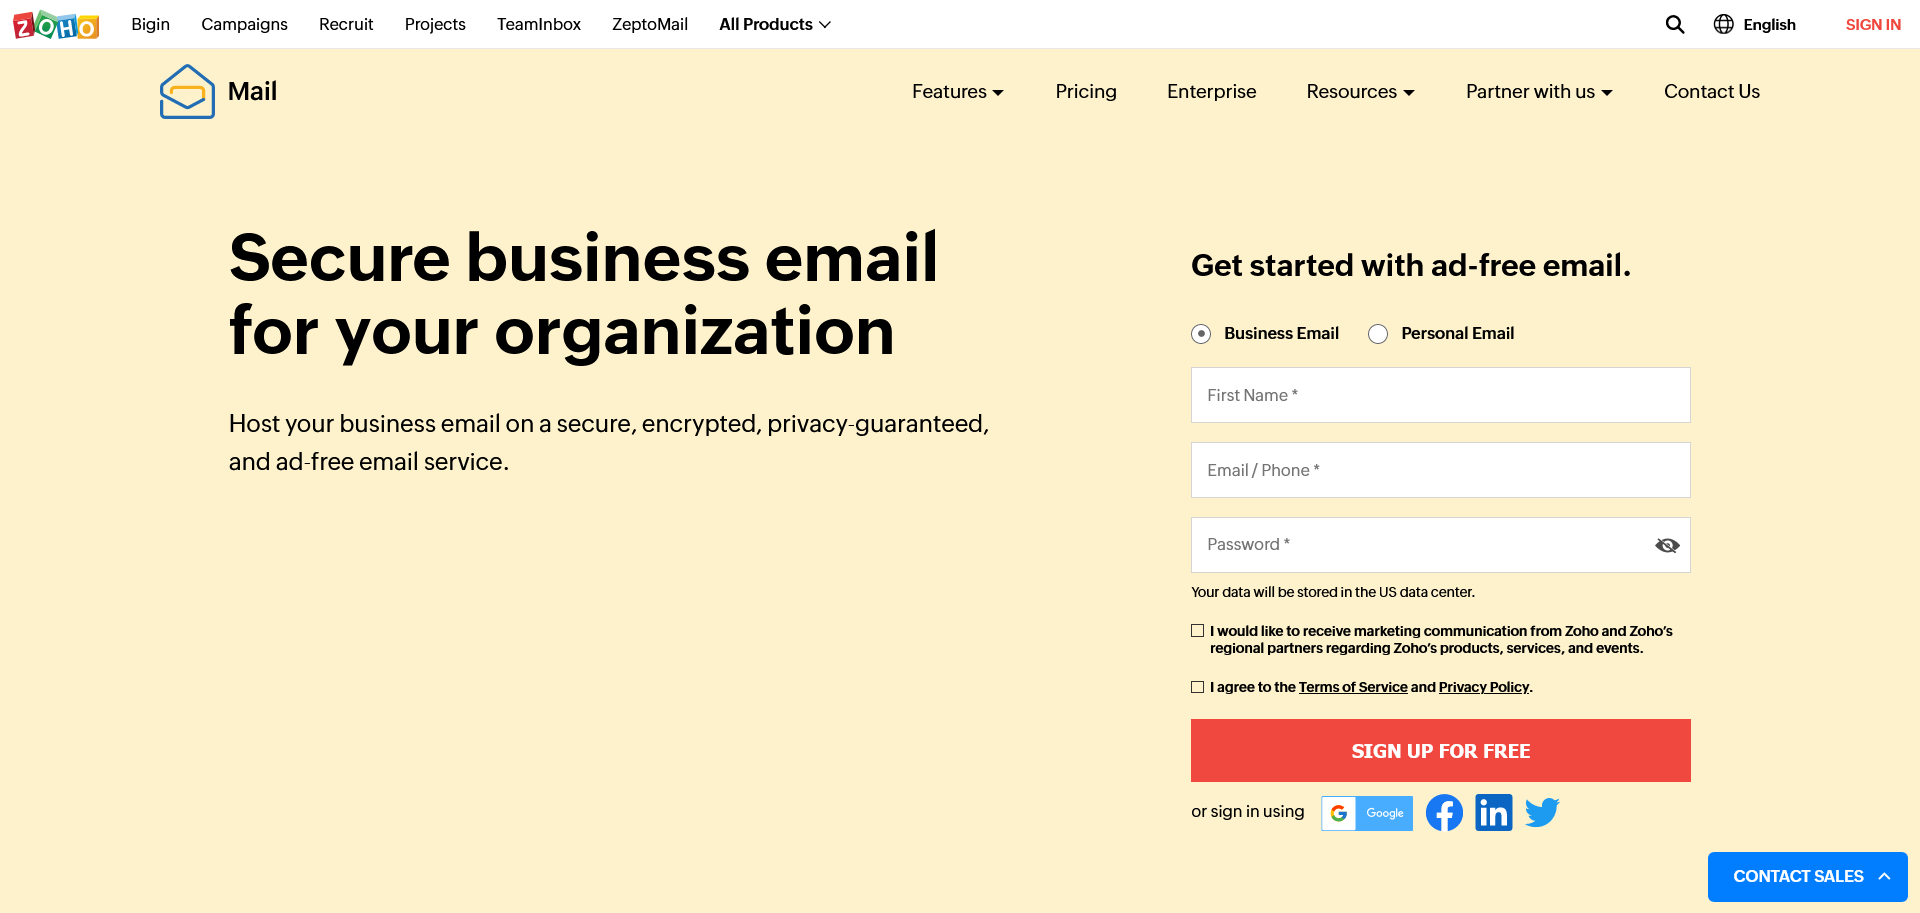 ZOHO Bigin Campaigns Recruit Projects TeamInbox ZeptoMail All Products English SIGN IN
Mail Features Pricing Enterprise Resources Partner with us Contact Us
Secure business email
for your organization
Host your business email on a secure, encrypted, privacy-guaranteed,
and ad-free email service.
Get started with ad-free email.
Business Email Personal Email
First Name *
Email / Phone *
Password *
Your data will be stored in the US data center.
I would like to receive marketing communication from Zoho and Zoho's
regional partners regarding Zoho's products, services, and events.
I agree to the Terms of Service and Privacy Policy.
SIGN UP FOR FREE
or sign in using G Google f in
CONTACT SALES